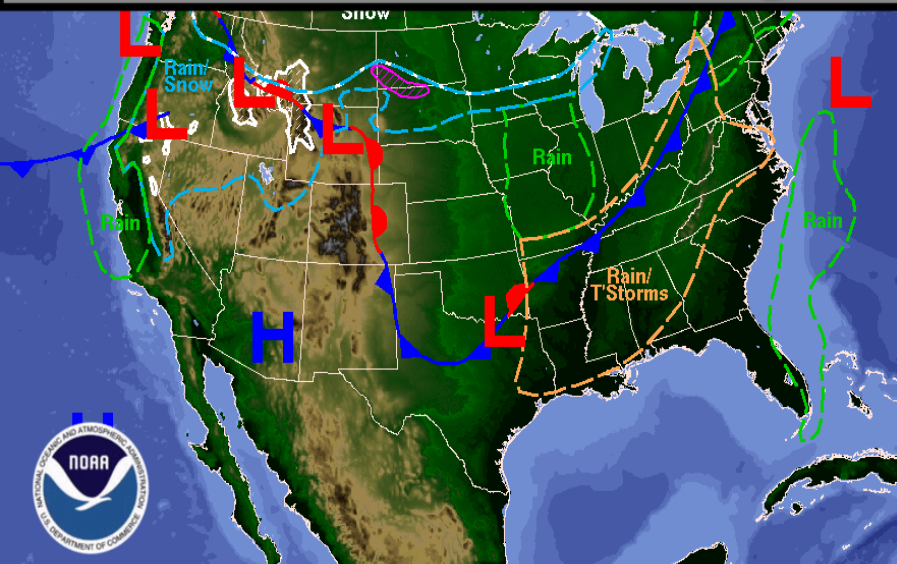 Snow
L
Rain/
Snow
L
L
L
L
L
Rain
Rain
Rain
Rain/
T'Storms
L
H
H
NATIONAL OCEANIC AND ATMOSPHERIC ADMINISTRATION
NOAA
U.S. DEPARTMENT OF COMMERCE